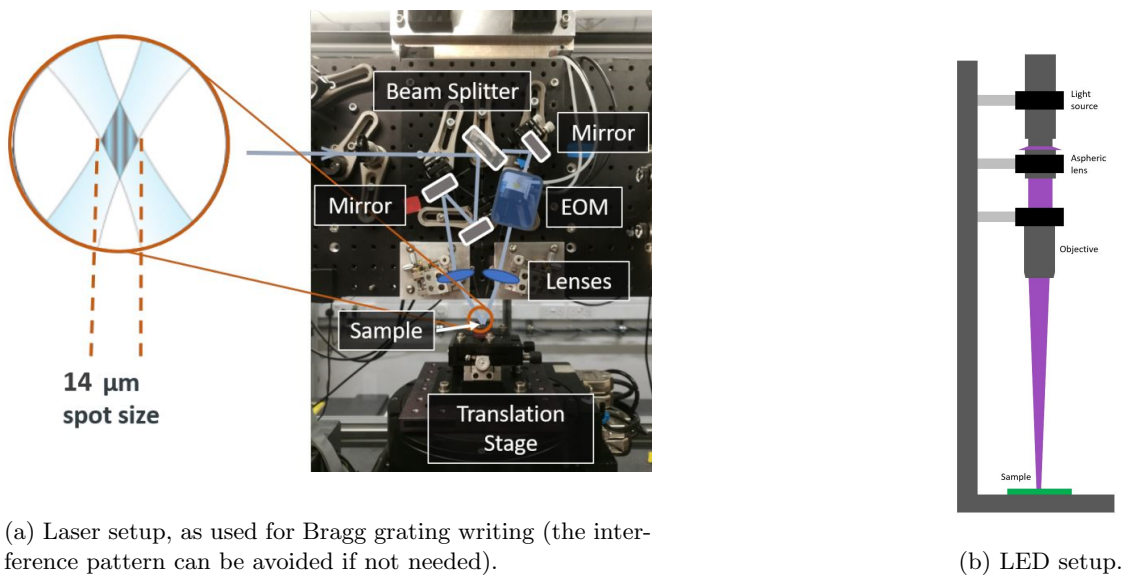 14 μm
spot size
Beam Splitter
Mirror
Mirror
EOM
Lenses
Sample
Translation
Stage
Light
source
Aspheric
lens
Objective
Sample
(a) Laser setup, as used for Bragg grating writing (the inter-
ference pattern can be avoided if not needed).
(b) LED setup.